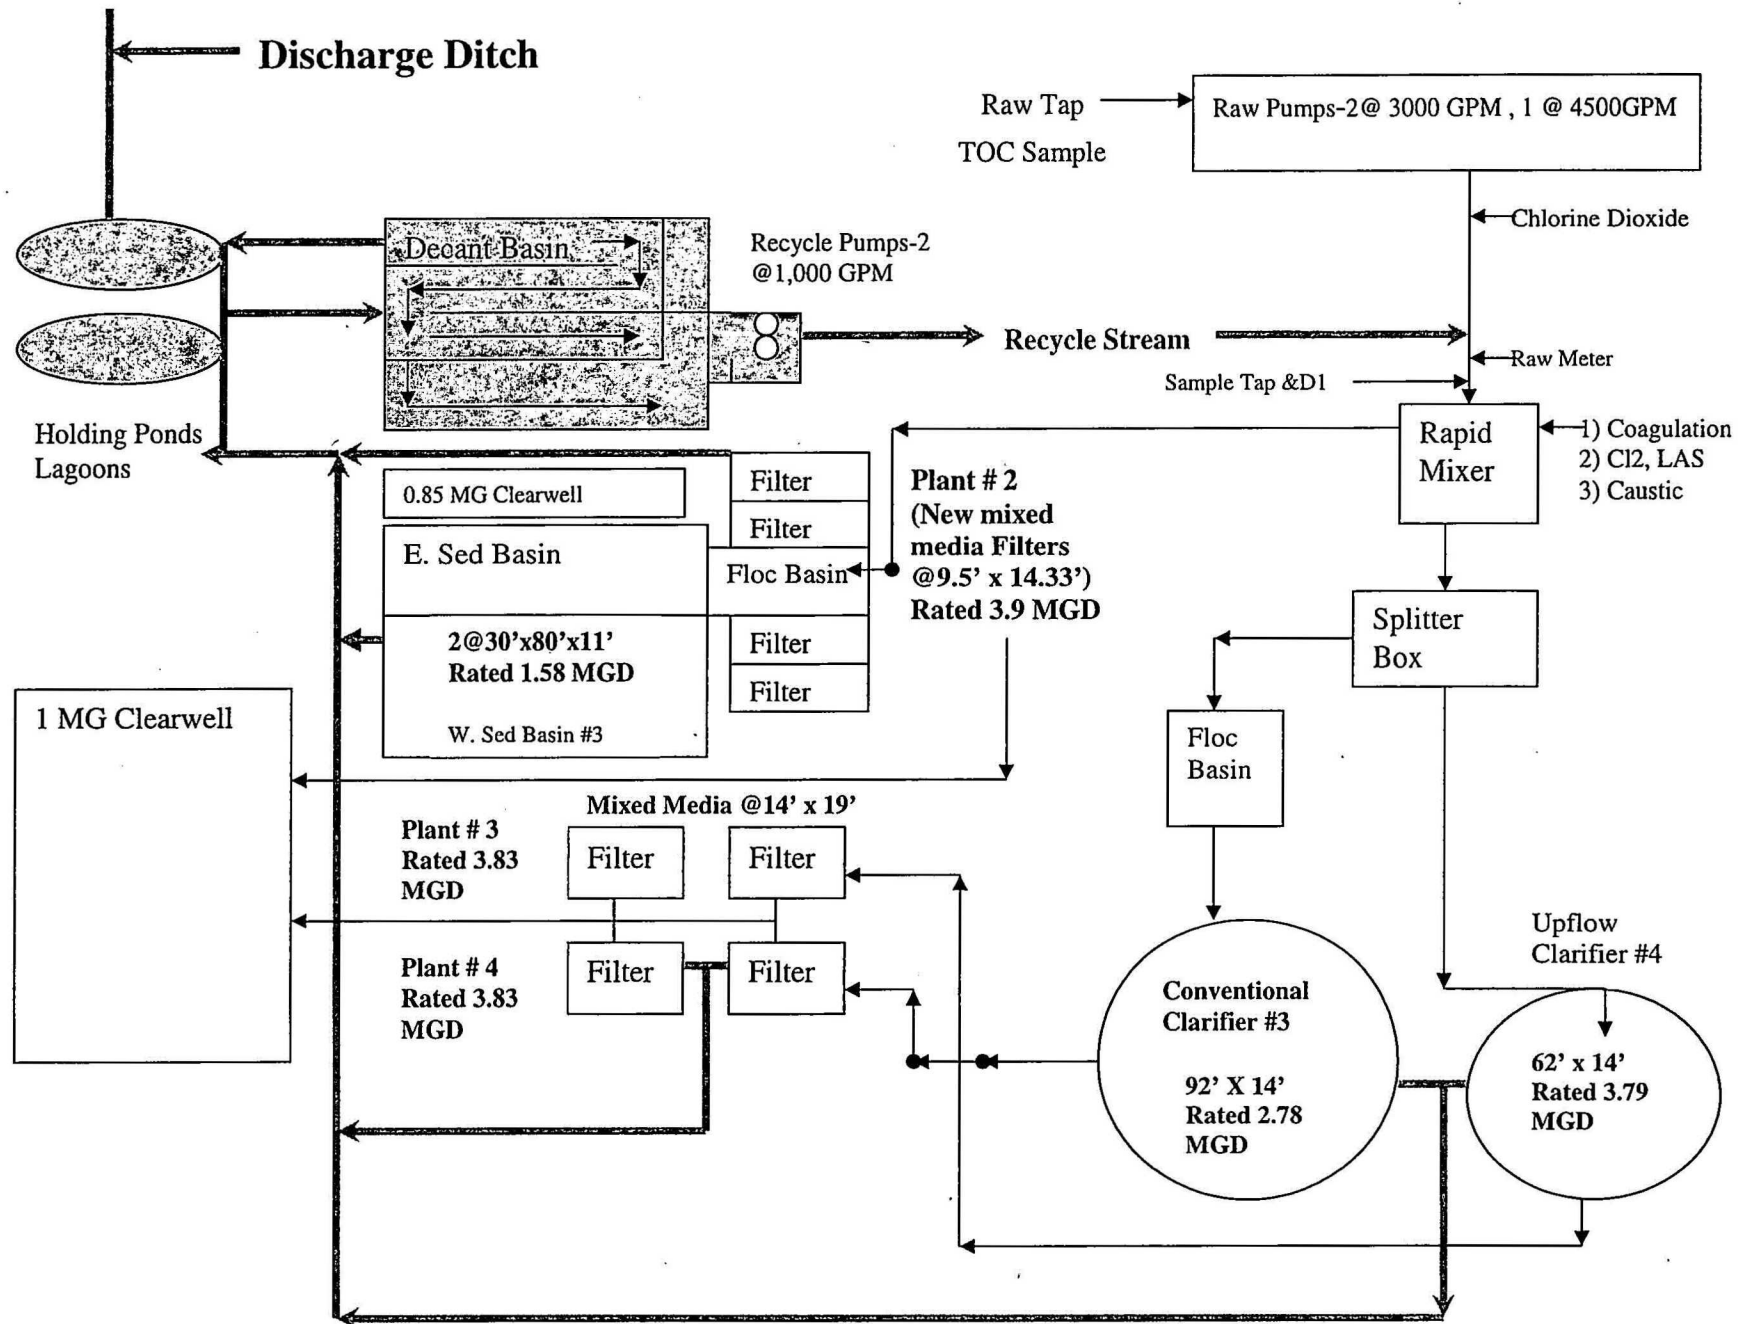 Discharge Ditch
Raw Tap
TOC Sample
Raw Pumps-2@ 3000 GPM , 1 @ 4500GPM
Chlorine Dioxide
Decant Basin
Recycle Pumps-2
@1,000 GPM
Recycle Stream
Raw Meter
Sample Tap &D1
Holding Ponds
Lagoons
Rapid
Mixer
1) Coagulation
2) Cl2, LAS
3) Caustic
0.85 MG Clearwell
Filter
Filter
E. Sed Basin
Floc Basin
Plant # 2
(New mixed
media Filters
@9.5' x 14.33')
Rated 3.9 MGD
2@30'x80'x11'
Rated 1.58 MGD
W. Sed Basin #3
Filter
Filter
Splitter
Box
1 MG Clearwell
Floc
Basin
Mixed Media @14' x 19'
Plant # 3
Rated 3.83
MGD
Filter
Filter
Plant # 4
Rated 3.83
MGD
Filter
Filter
Upflow
Clarifier #4
Conventional
Clarifier #3
92' X 14'
Rated 2.78
MGD
62' x 14'
Rated 3.79
MGD